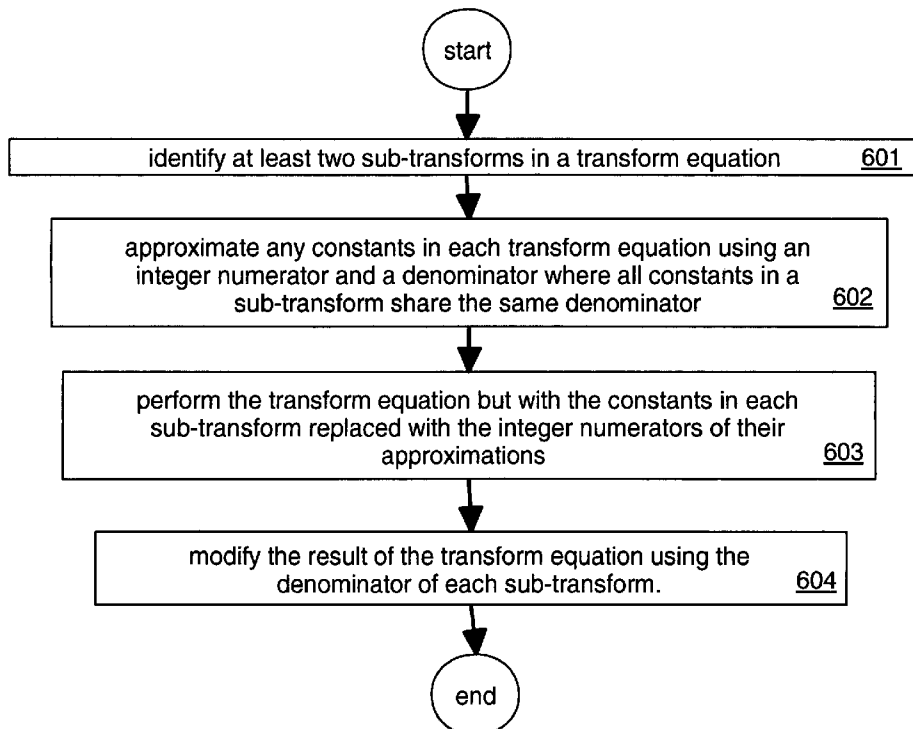 start
identify at least two sub-transforms in a transform equation 601
approximate any constants in each transform equation using an
integer numerator and a denominator where all constants in a
sub-transform share the same denominator 602
perform the transform equation but with the constants in each
sub-transform replaced with the integer numerators of their
approximations 603
modify the result of the transform equation using the
denominator of each sub-transform. 604
end